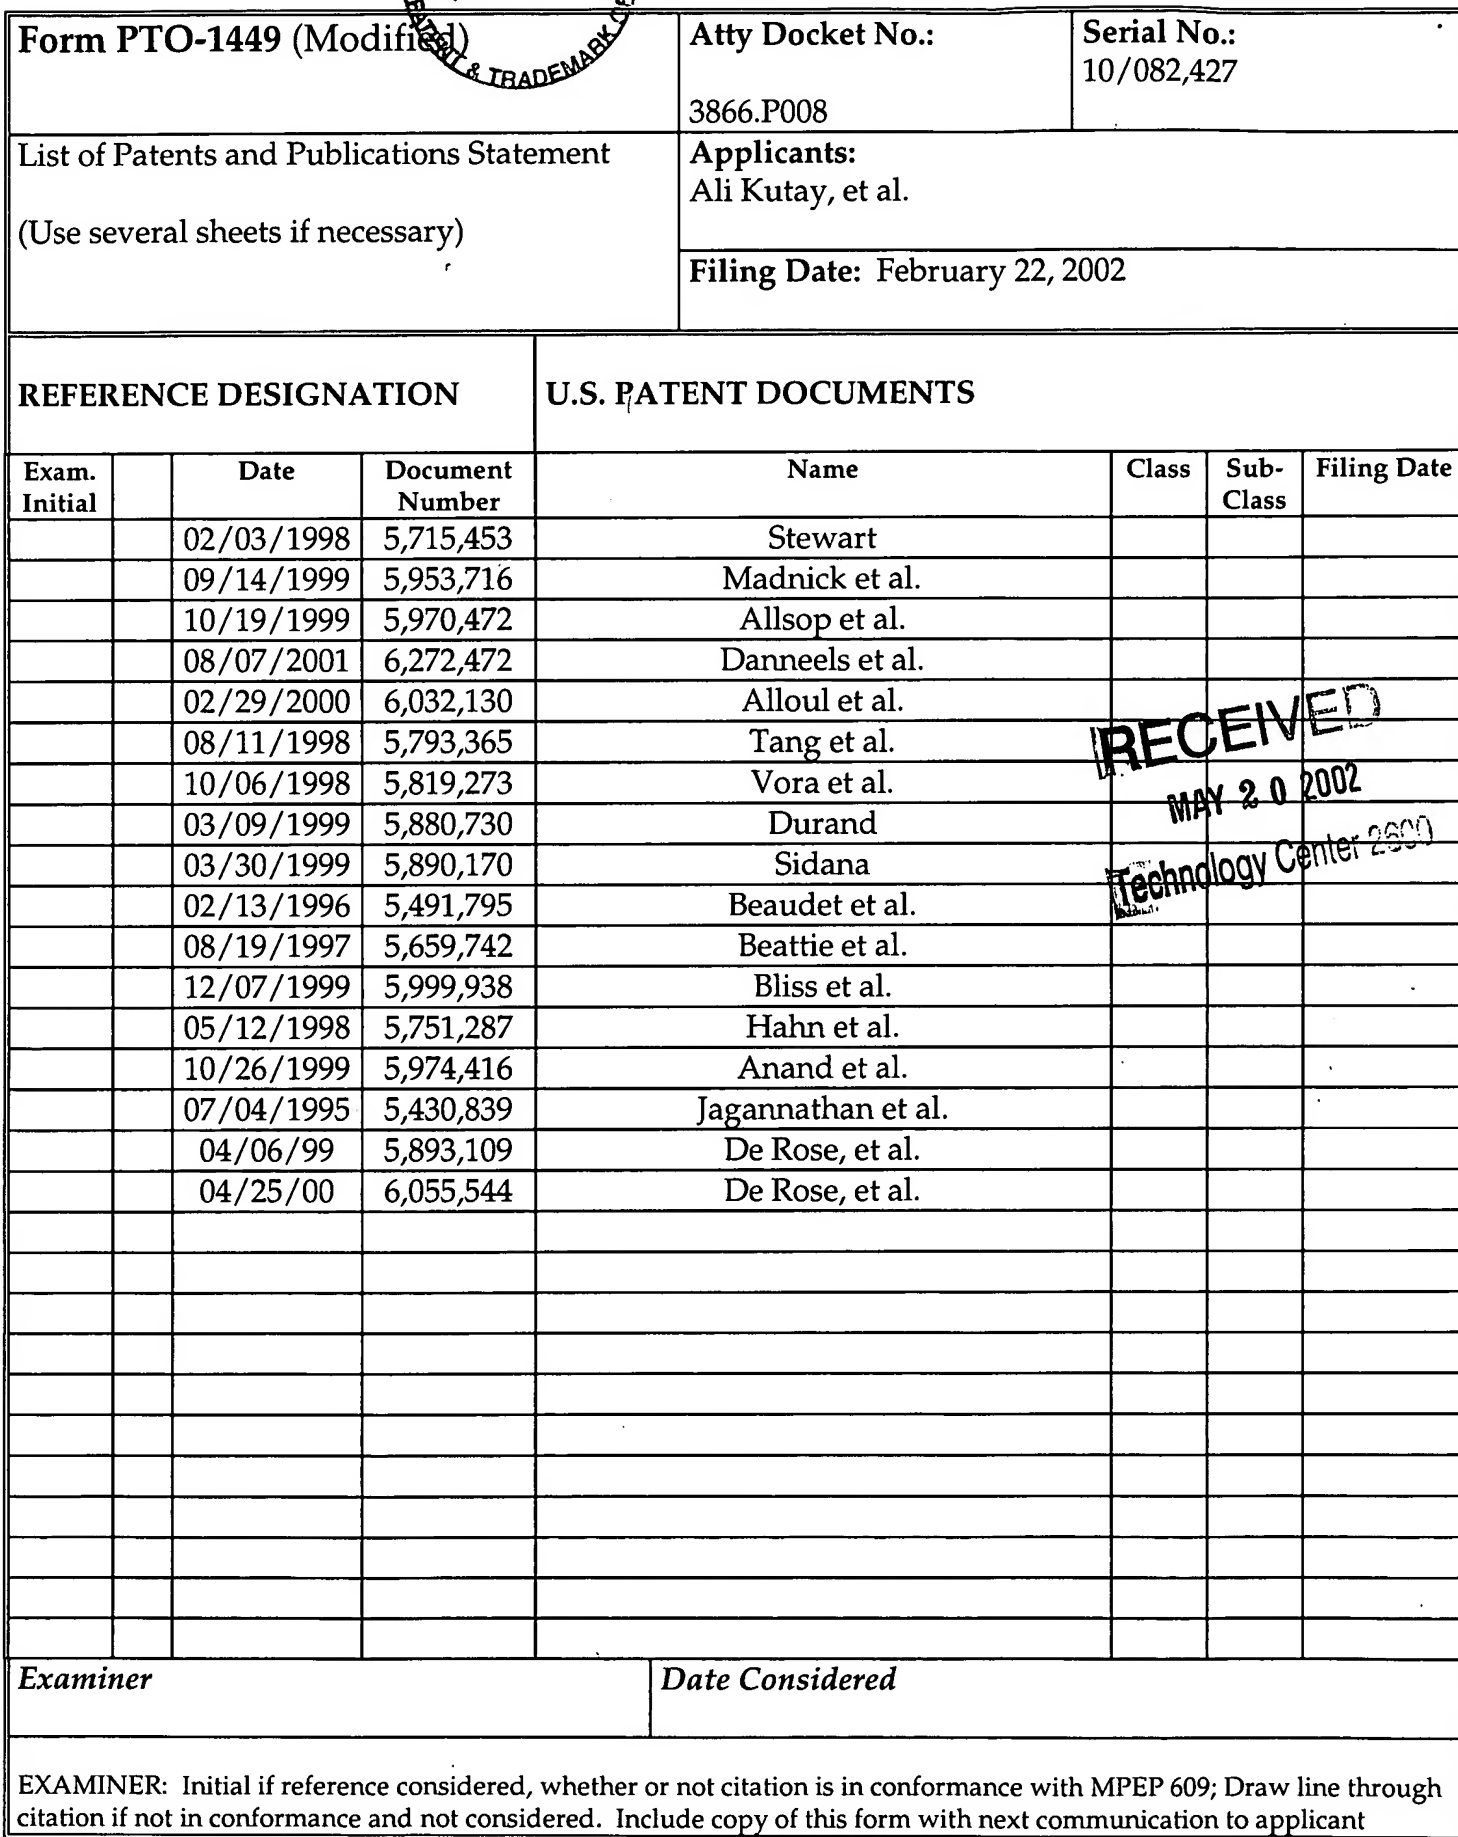 Form PTO-1449 (Modified)
& TRADEMARK
Atty Docket No.:
3866.P008
Serial No.:
10/082,427
List of Patents and Publications Statement
(Use several sheets if necessary)
Applicants:
Ali Kutay, et al.
Filing Date: February 22, 2002
REFERENCE DESIGNATION U.S. PATENT DOCUMENTS
Exam. Initial Date Document Number Name Class Sub-Class Filing Date
02/03/1998 5,715,453 Stewart
09/14/1999 5,953,716 Madnick et al.
10/19/1999 5,970,472 Allsop et al.
08/07/2001 6,272,472 Danneels et al.
02/29/2000 6,032,130 Alloul et al.
08/11/1998 5,793,365 Tang et al.
10/06/1998 5,819,273 Vora et al.
03/09/1999 5,880,730 Durand
03/30/1999 5,890,170 Sidana
02/13/1996 5,491,795 Beaudet et al.
08/19/1997 5,659,742 Beattie et al.
12/07/1999 5,999,938 Bliss et al.
05/12/1998 5,751,287 Hahn et al.
10/26/1999 5,974,416 Anand et al.
07/04/1995 5,430,839 Jagannathan et al.
04/06/99 5,893,109 De Rose, et al.
04/25/00 6,055,544 De Rose, et al.
RECEIVED
MAY 20 2002
Technology Center 2600
Examiner Date Considered
EXAMINER: Initial if reference considered, whether or not citation is in conformance with MPEP 609; Draw line through
citation if not in conformance and not considered. Include copy of this form with next communication to applicant